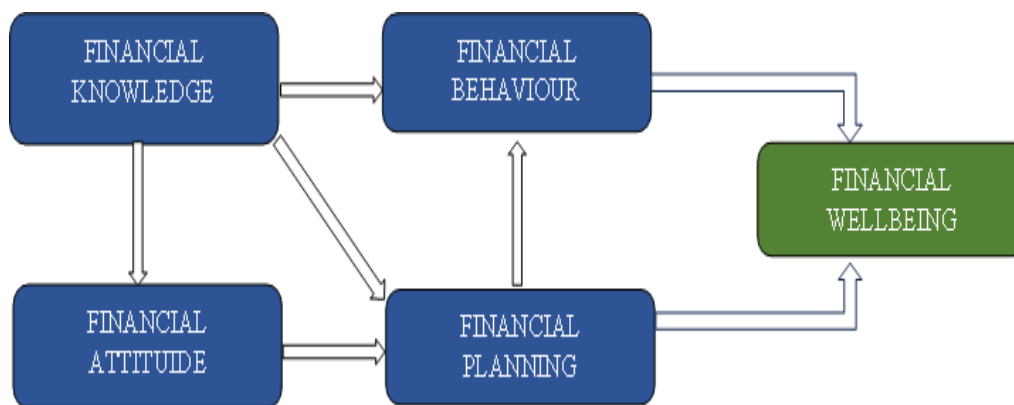 FINANCIAL
KNOWLEDGE
FINANCIAL
BEHAVIOUR
FINANCIAL
WELLBEING
FINANCIAL
ATTITUIDE
FINANCIAL
PLANNING